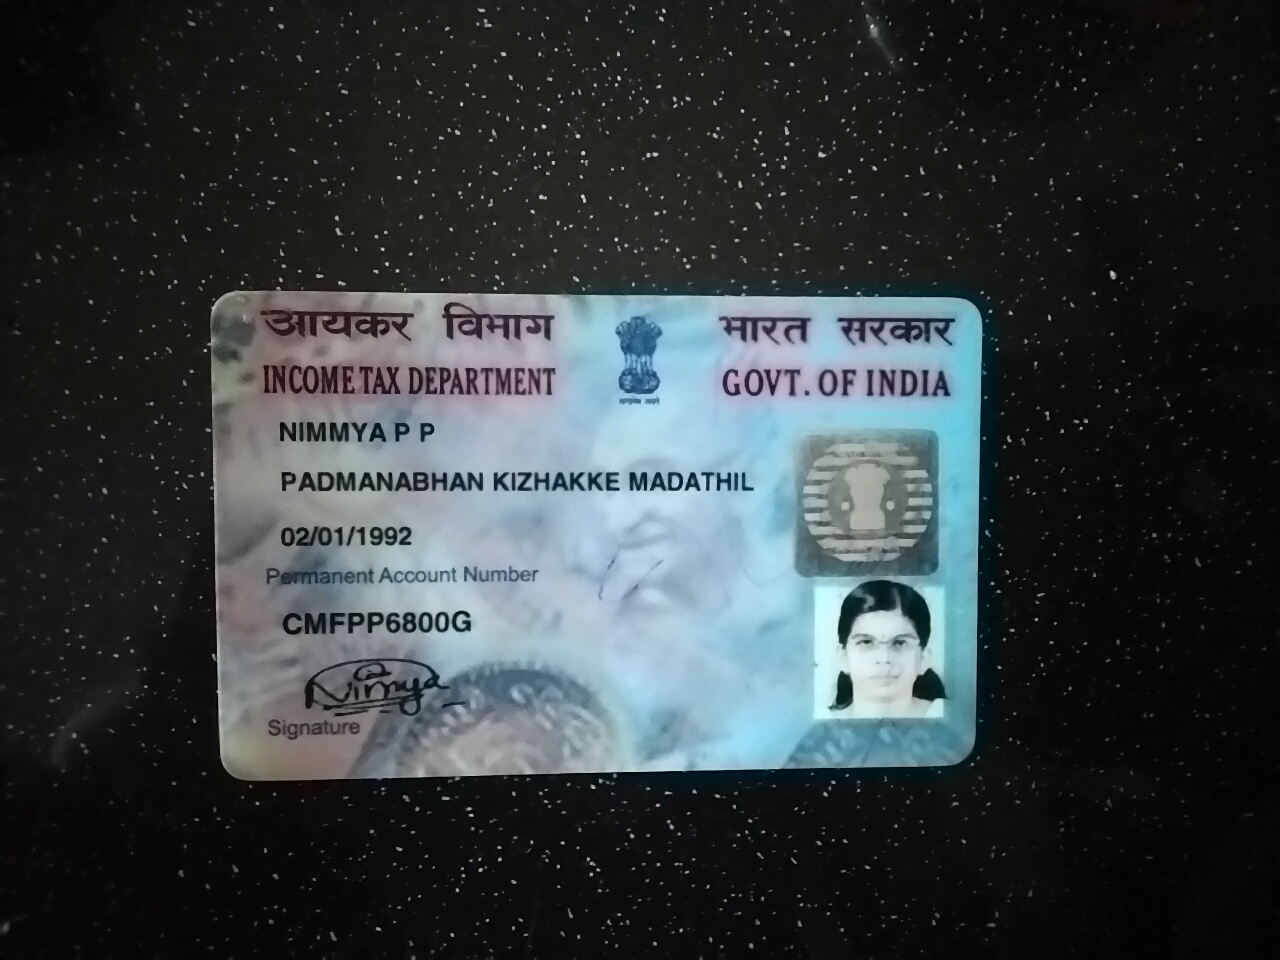 आयकर विभाग
INCOME TAX DEPARTMENT
भारत सरकार
GOVT. OF INDIA
NIMMYA P P
PADMANABHAN KIZHAKKE MADATHIL
02/01/1992
Permanent Account Number
CMFPP6800G
Nimya
Signature